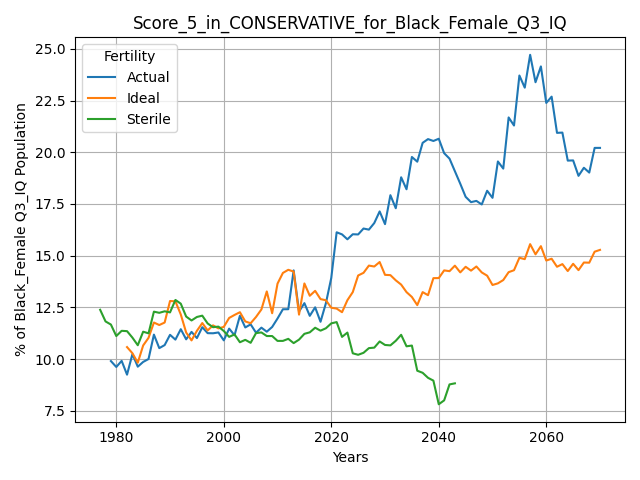 Score_5_in_CONSERVATIVE_for_Black_Female_Q3_IQ
Fertility
Actual
Ideal
Sterile
% of Black_Female Q3_IQ Population
25.0
22.5
20.0
17.5
15.0
12.5
10.0
7.5
1980 2000 2020 2040 2060
Years